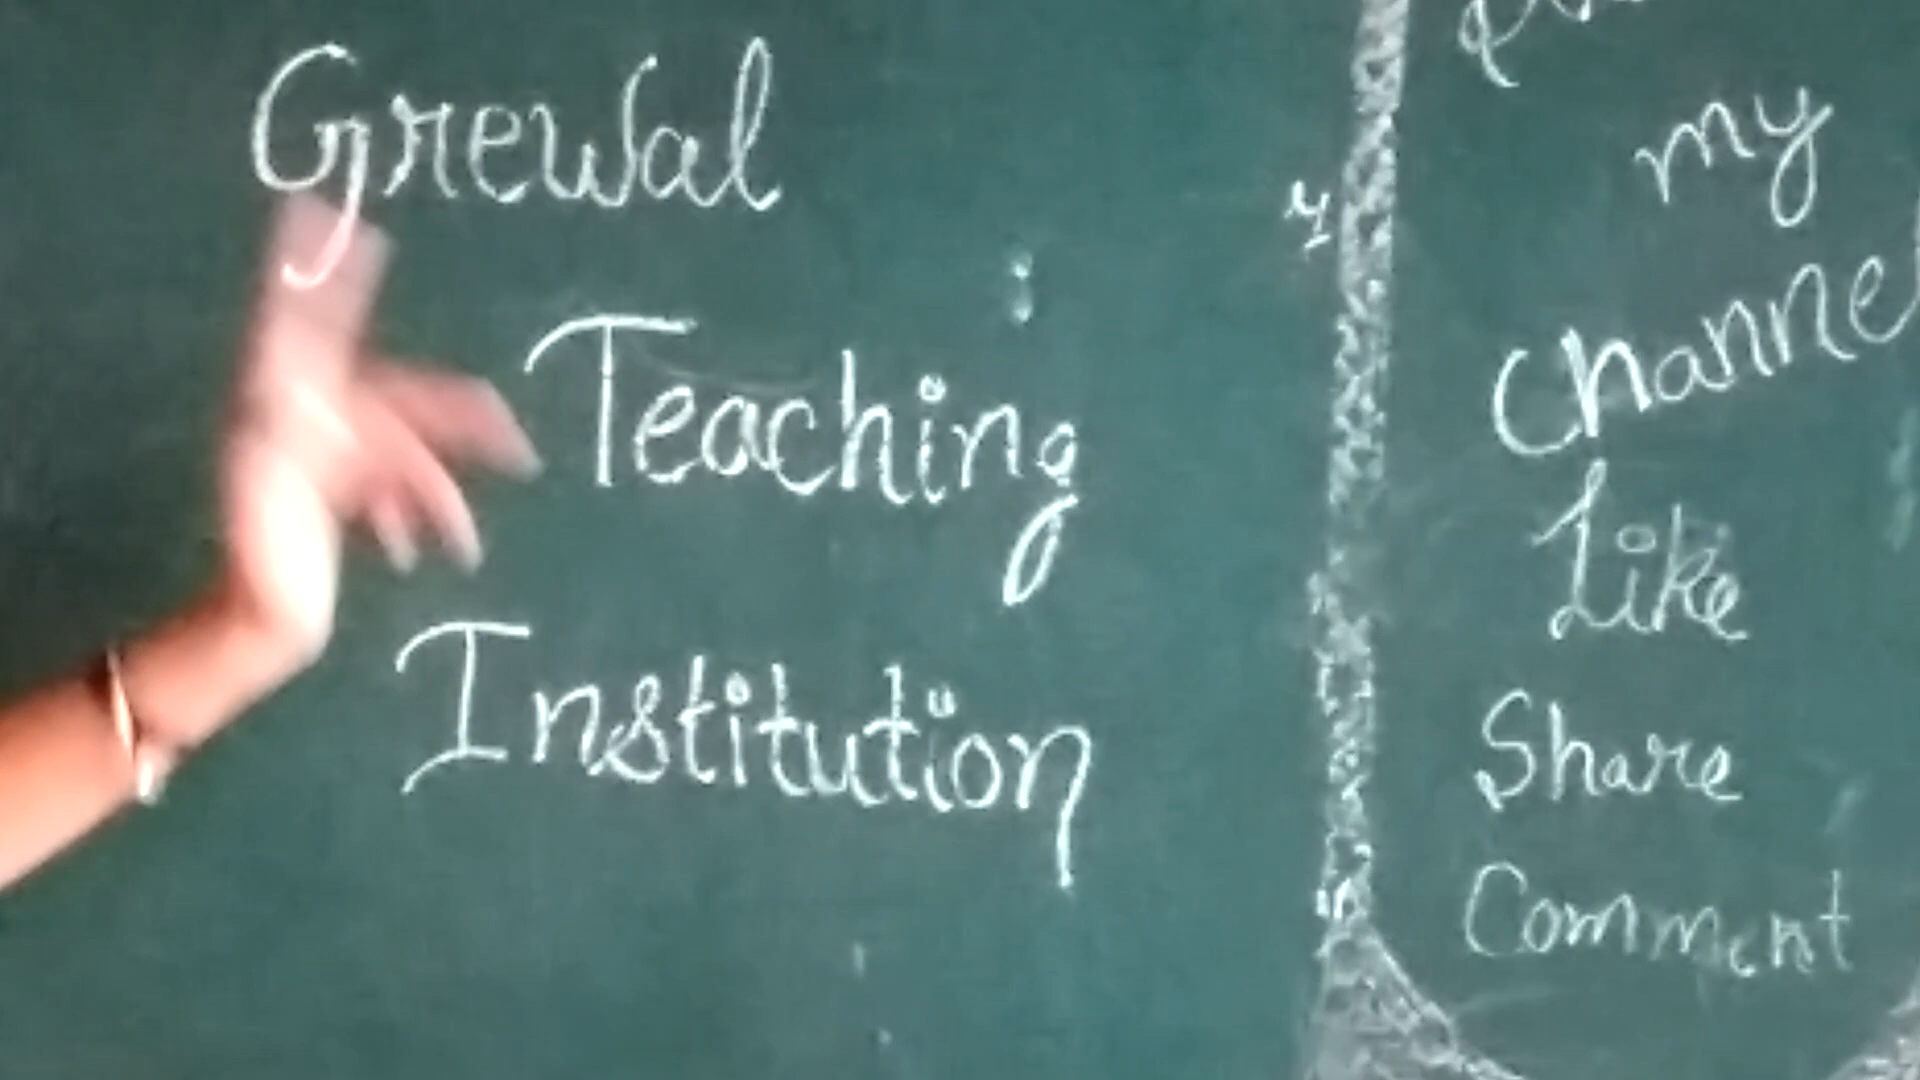 Grewal
Teaching
Institution
my
Channel
Like
Share
Comment